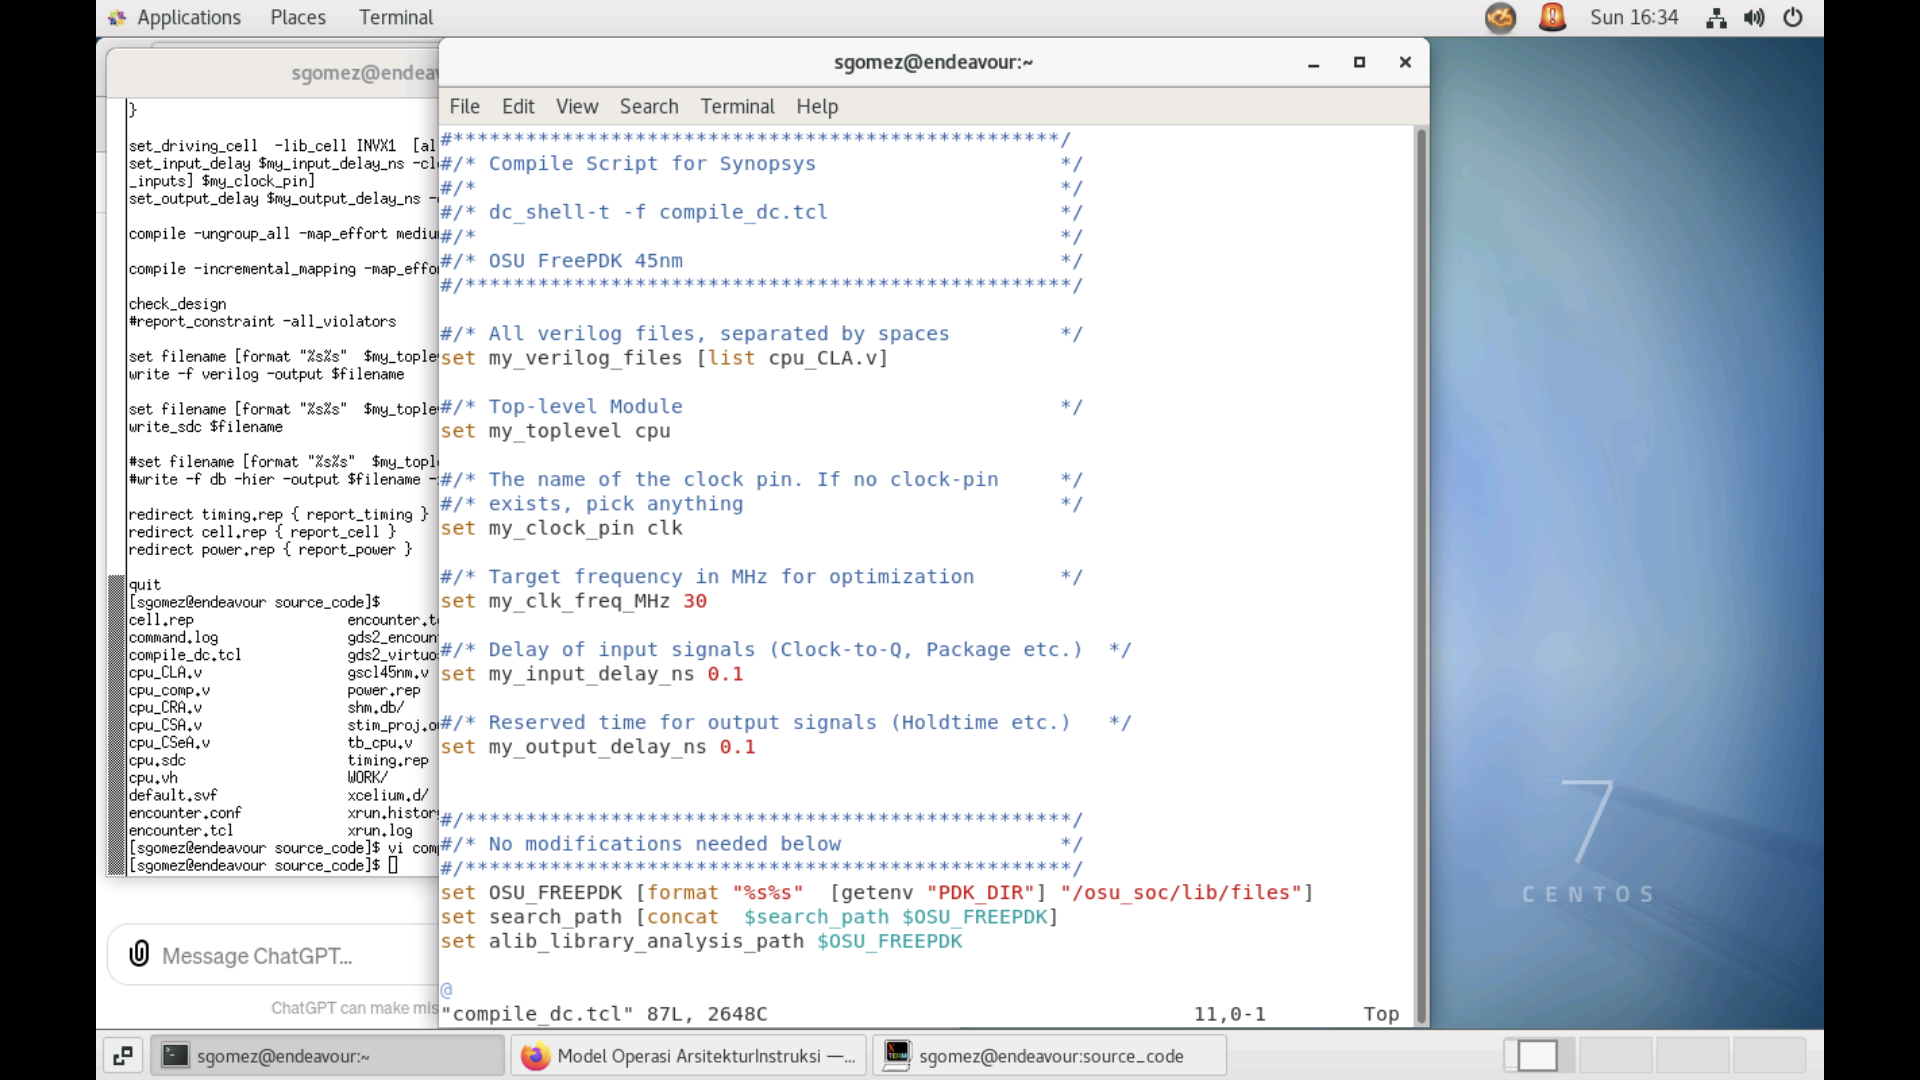 Applications Places Terminal Sun 16:34
sgomez@endeav
}
set_driving_cell -lib_cell INVX1 [al
set_input_delay $my_input_delay_ns -cl
_inputs] $my_clock_pin]
set_output_delay $my_output_delay_ns -
compile -ungroup_all -map_effort mediu
compile -incremental_mapping -map_effo
check_design
#report_constraint -all_violators
set filename [format "%s%s" $my_tople
write -f verilog -output $filename
set filename [format "%s%s" $my_tople
write_sdc $filename
#set filename [format "%s%s" $my_topl
#write -f db -hier -output $filename -
redirect timing.rep { report_timing }
redirect cell.rep { report_cell }
redirect power.rep { report_power }
quit
[sgomez@endeavour source_code]$
cell.rep encounter.t
command.log gds2_encoun
compile_dc.tcl gds2_virtuo
cpu_CLA.v gscl45nm.v
cpu_comp.v power.rep
cpu_CRA.v shm.db/
cpu_CSA.v stim_proj.o
cpu_CSeA.v tb_cpu.v
cpu.sdc timing.rep
cpu.vh WORK/
default.svf xcelium.d/
encounter.conf xrun.histor
encounter.tcl xrun.log
[sgomez@endeavour source_code]$ vi com
[sgomez@endeavour source_code]$
Message ChatGPT...
ChatGPT can make mis
sgomez@endeavour:~
File Edit View Search Terminal Help
#**************************************************/
#/* Compile Script for Synopsys */
#/* */
#/* dc_shell-t -f compile_dc.tcl */
#/* */
#/* OSU FreePDK 45nm */
#/**************************************************/
#/* All verilog files, separated by spaces */
set my_verilog_files [list cpu_CLA.v]
#/* Top-level Module */
set my_toplevel cpu
#/* The name of the clock pin. If no clock-pin */
#/* exists, pick anything */
set my_clock_pin clk
#/* Target frequency in MHz for optimization */
set my_clk_freq_MHz 30
#/* Delay of input signals (Clock-to-Q, Package etc.) */
set my_input_delay_ns 0.1
#/* Reserved time for output signals (Holdtime etc.) */
set my_output_delay_ns 0.1
#/**************************************************/
#/* No modifications needed below */
#/**************************************************/
set OSU_FREEPDK [format "%s%s" [getenv "PDK_DIR"] "/osu_soc/lib/files"]
set search_path [concat $search_path $OSU_FREEPDK]
set alib_library_analysis_path $OSU_FREEPDK
@
"compile_dc.tcl" 87L, 2648C 11,0-1 Top
7
CENTOS
sgomez@endeavour:~ Model Operasi ArsitekturInstruksi —... sgomez@endeavour:source_code